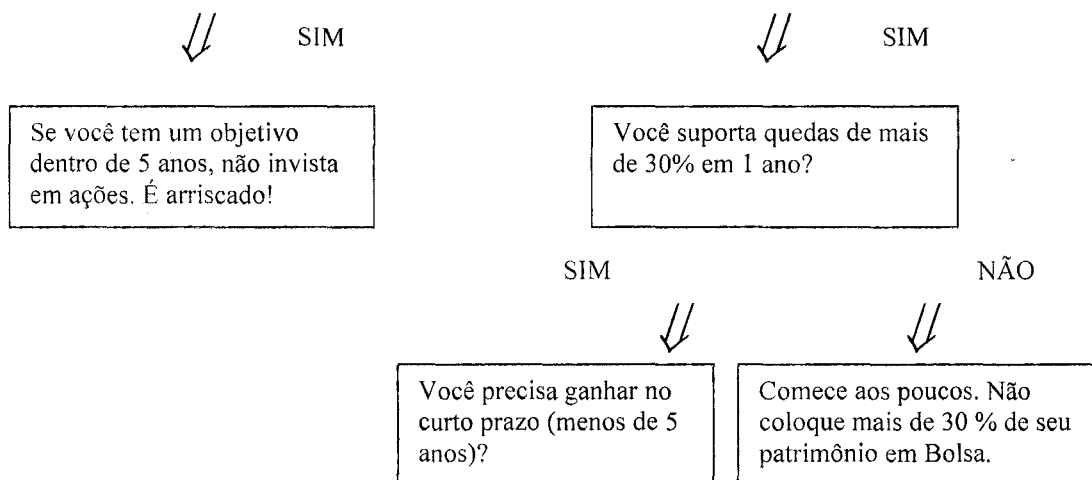 SIM
SIM
Se você tem um objetivo
dentro de 5 anos, não invista
em ações. É arriscado!
Você suporta quedas de mais
de 30% em 1 ano?
SIM
NÃO
Você precisa ganhar no
curto prazo (menos de 5
anos)?
Comece aos poucos. Não
coloque mais de 30 % de seu
patrimônio em Bolsa.